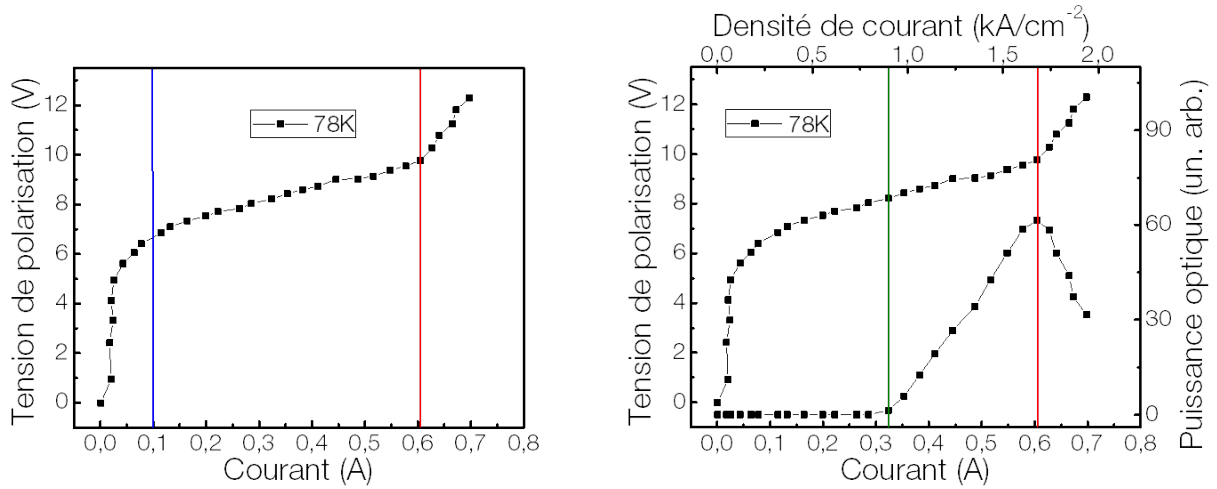 Tension de polarisation (V)
12
10
8
6
4
2
0
78K
0,0 0,1 0,2 0,3 0,4 0,5 0,6 0,7 0,8
Courant (A)
Densité de courant (kA/cm-2)
0,0 0,5 1,0 1,5 2,0
Tension de polarisation (V)
12
10
8
6
4
2
0
78K
90
60
30
0
Puissance optique (un. arb.)
0,0 0,1 0,2 0,3 0,4 0,5 0,6 0,7 0,8
Courant (A)